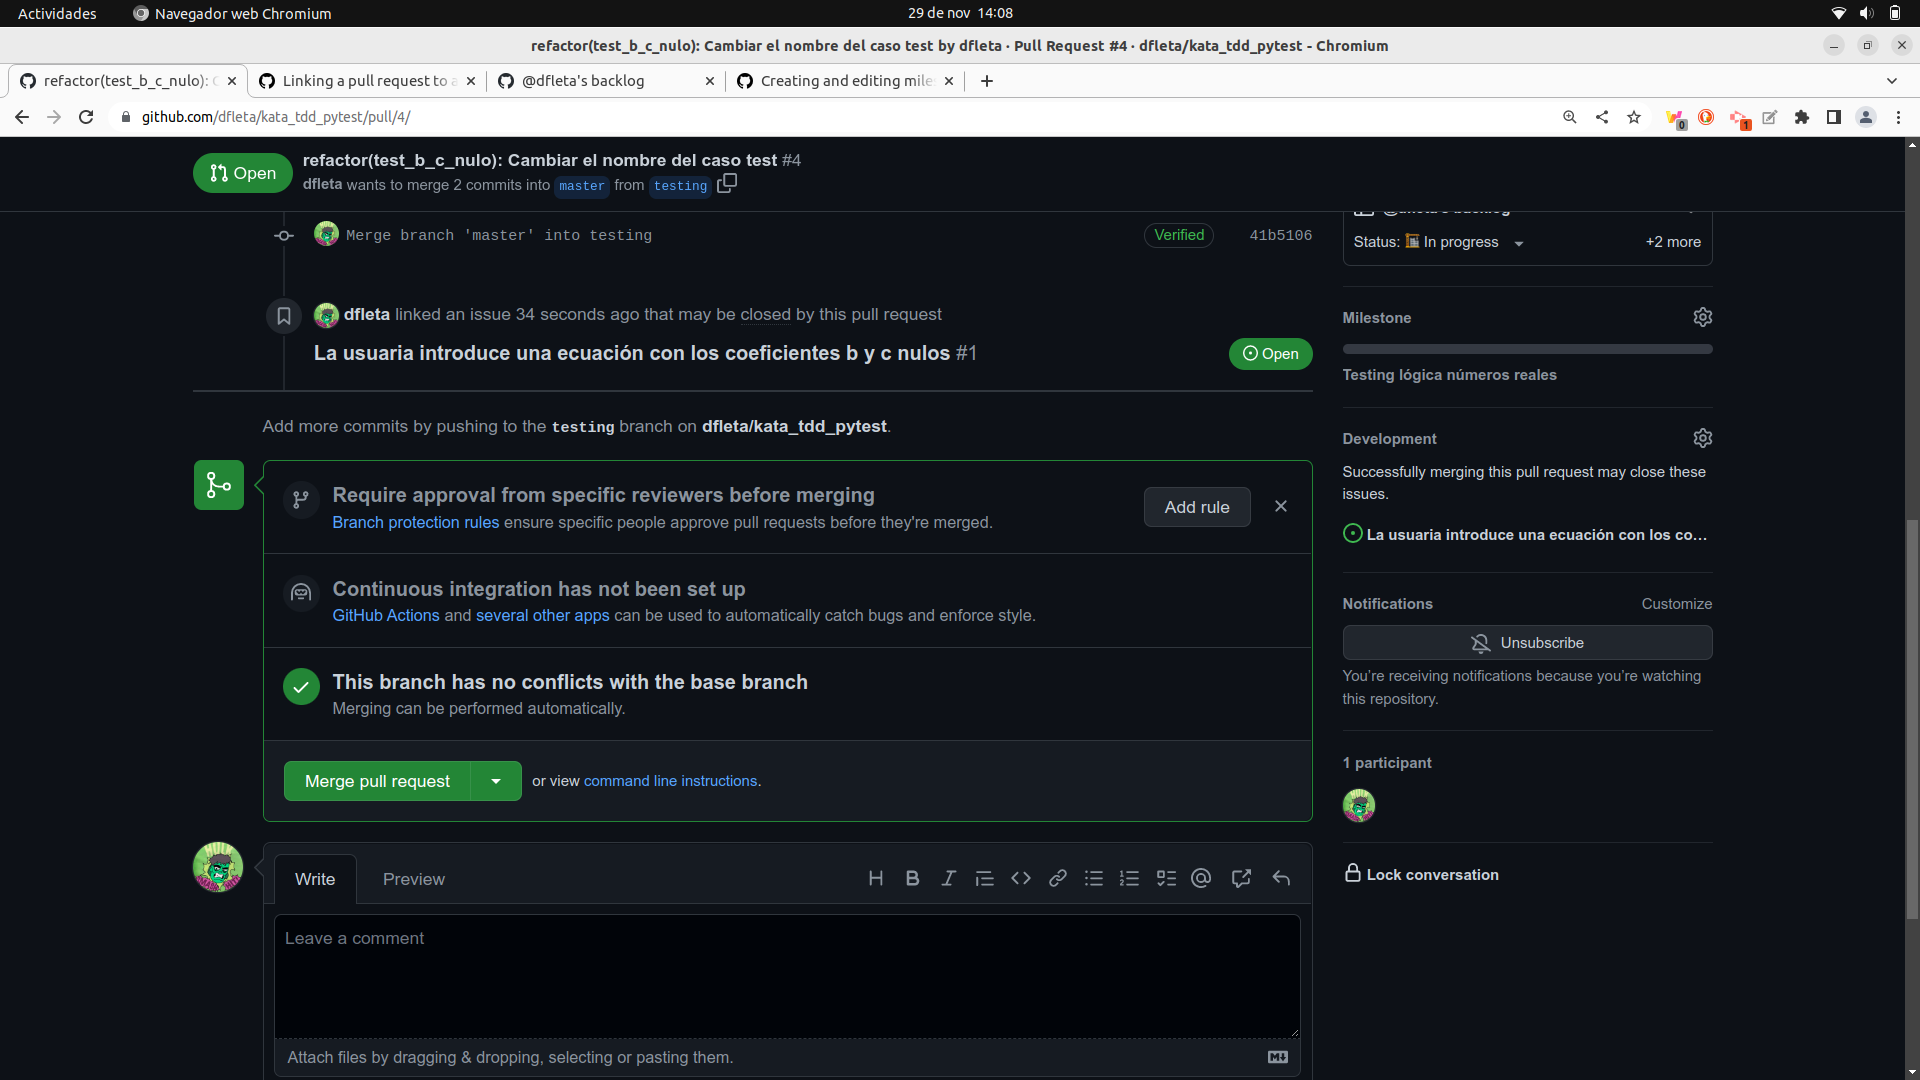 Actividades
Navegador web Chromium
29 de nov 14:08
refactor(test_b_c_nulo): Cambiar el nombre del caso test by dfleta · Pull Request #4 · dfleta/kata_tdd_pytest - Chromium
refactor(test_b_c_nulo): C
Linking a pull request to a
@dfleta's backlog
Creating and editing mile
github.com/dfleta/kata_tdd_pytest/pull/4/
0
1
Open
refactor(test_b_c_nulo): Cambiar el nombre del caso test #4
dfleta wants to merge 2 commits into master from testing
Merge branch 'master' into testing
Verified
41b5106
dfleta linked an issue 34 seconds ago that may be closed by this pull request
La usuaria introduce una ecuación con los coeficientes b y c nulos #1
Open
Add more commits by pushing to the testing branch on dfleta/kata_tdd_pytest.
Require approval from specific reviewers before merging
Branch protection rules ensure specific people approve pull requests before they're merged.
Add rule
Continuous integration has not been set up
GitHub Actions and several other apps can be used to automatically catch bugs and enforce style.
This branch has no conflicts with the base branch
Merging can be performed automatically.
Merge pull request
or view command line instructions.
Write
Preview
Leave a comment
Attach files by dragging & dropping, selecting or pasting them.
@dfleta's backlog
Status: In progress
+2 more
Milestone
Testing lógica números reales
Development
Successfully merging this pull request may close these
issues.
La usuaria introduce una ecuación con los co...
Notifications
Customize
Unsubscribe
You're receiving notifications because you're watching
this repository.
1 participant
Lock conversation